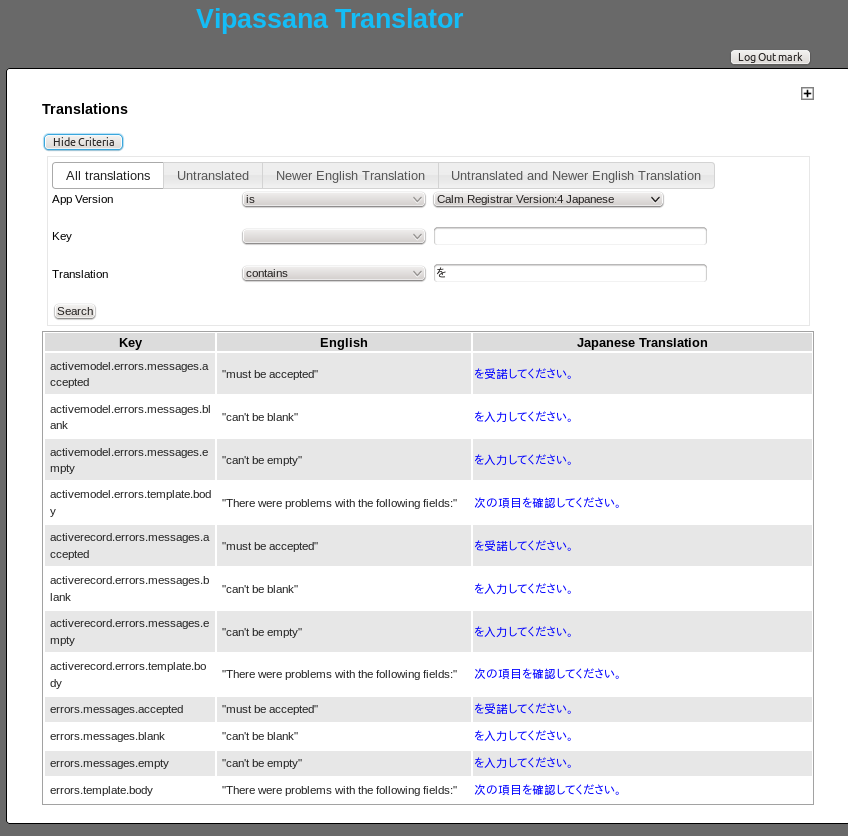 Vipassana Translator
Log Out mark
Translations
Hide Criteria
All translations Untranslated Newer English Translation Untranslated and Newer English Translation
App Version is Calm Registrar Version:4 Japanese
Key
Translation contains を
Search
Key English Japanese Translation
activemodel.errors.messages.a
ccepted "must be accepted" を受諾してください。
activemodel.errors.messages.bl
ank "can't be blank" を入力してください。
activemodel.errors.messages.e
mpty "can't be empty" を入力してください。
activemodel.errors.template.bod
y "There were problems with the following fields:" 次の項目を確認してください。
activerecord.errors.messages.a
ccepted "must be accepted" を受諾してください。
activerecord.errors.messages.b
lank "can't be blank" を入力してください。
activerecord.errors.messages.e
mpty "can't be empty" を入力してください。
activerecord.errors.template.bo
dy "There were problems with the following fields:" 次の項目を確認してください。
errors.messages.accepted "must be accepted" を受諾してください。
errors.messages.blank "can't be blank" を入力してください。
errors.messages.empty "can't be empty" を入力してください。
errors.template.body "There were problems with the following fields:" 次の項目を確認してください。